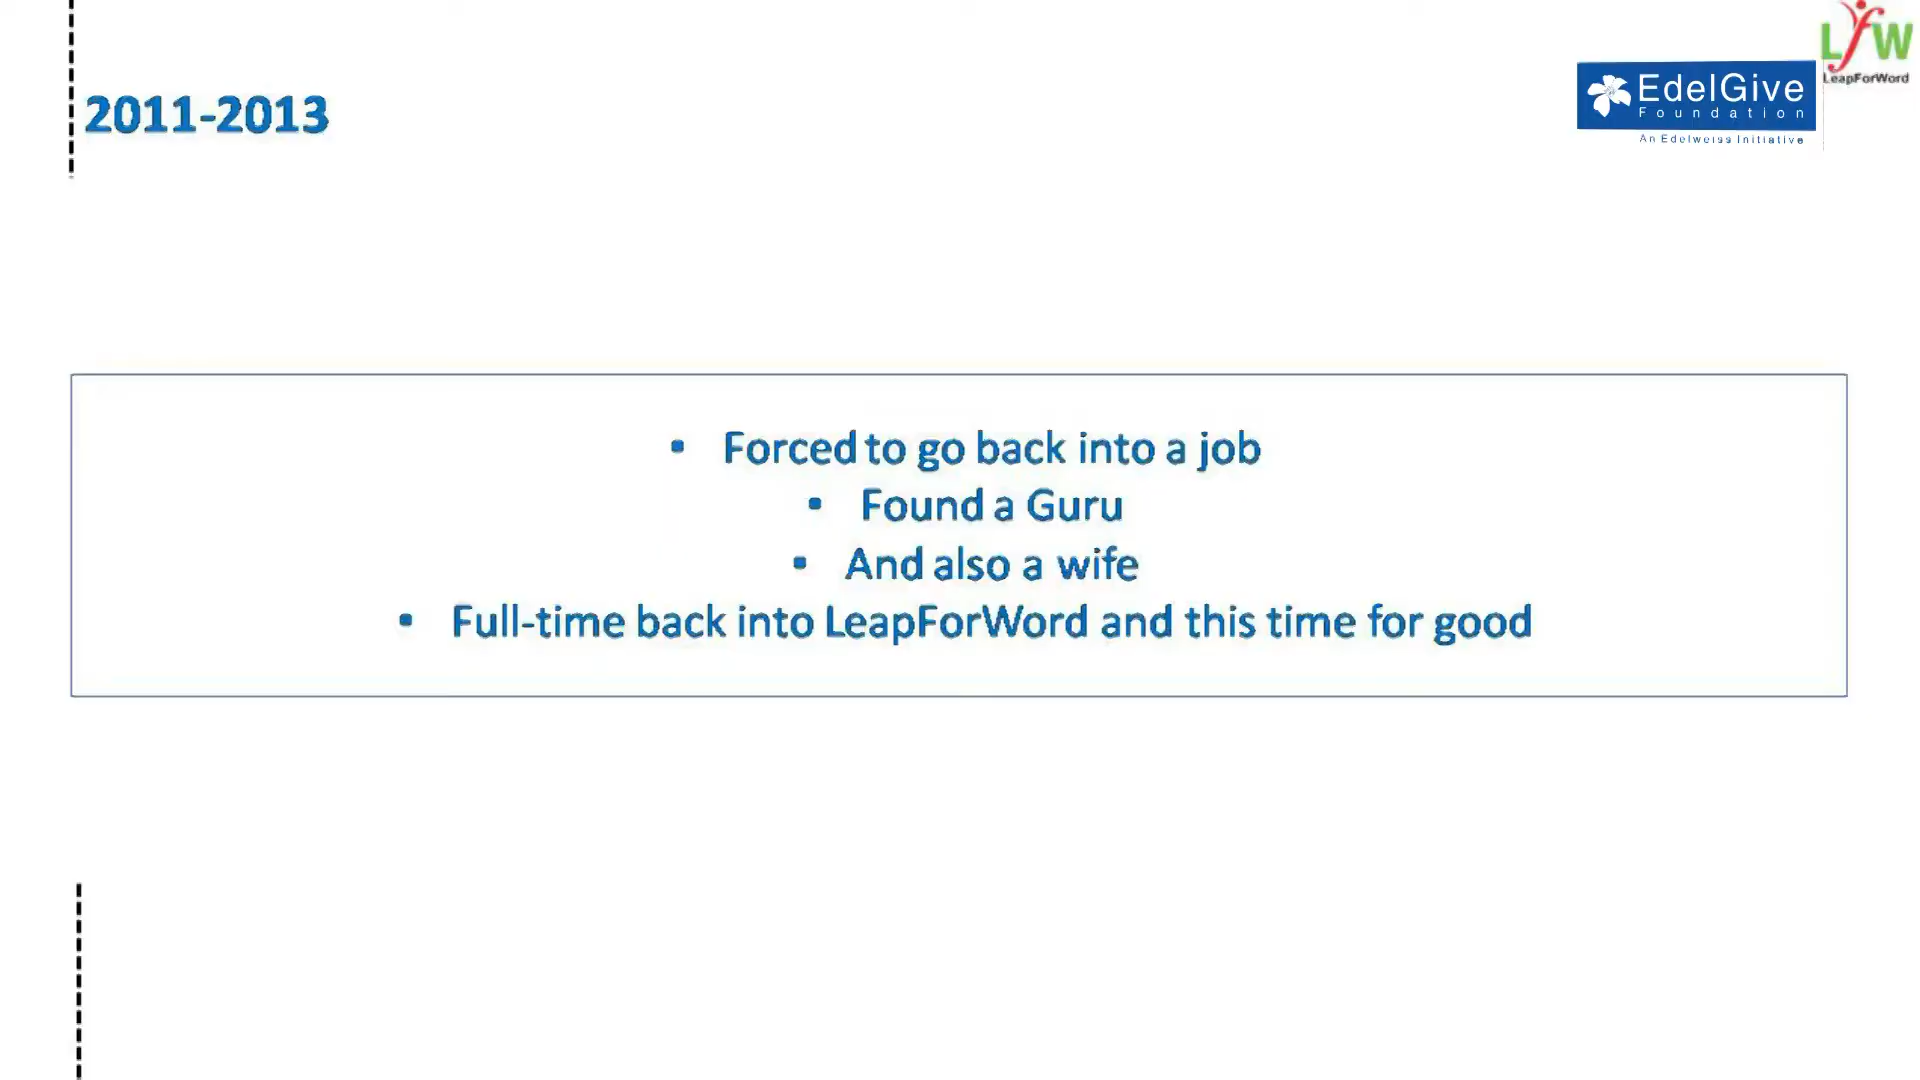 LfW
LeapForWord
EdelGive
Foundation
An Edelweiss Initiative
2011-2013
▪ Forced to go back into a job
▪ Found a Guru
▪ And also a wife
▪ Full-time back into LeapForWord and this time for good